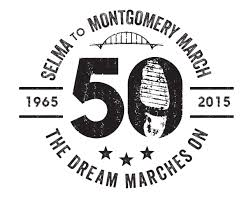 SELMA TO MONTGOMERY MARCH
1965 50 2015
THE DREAM MARCHES ON